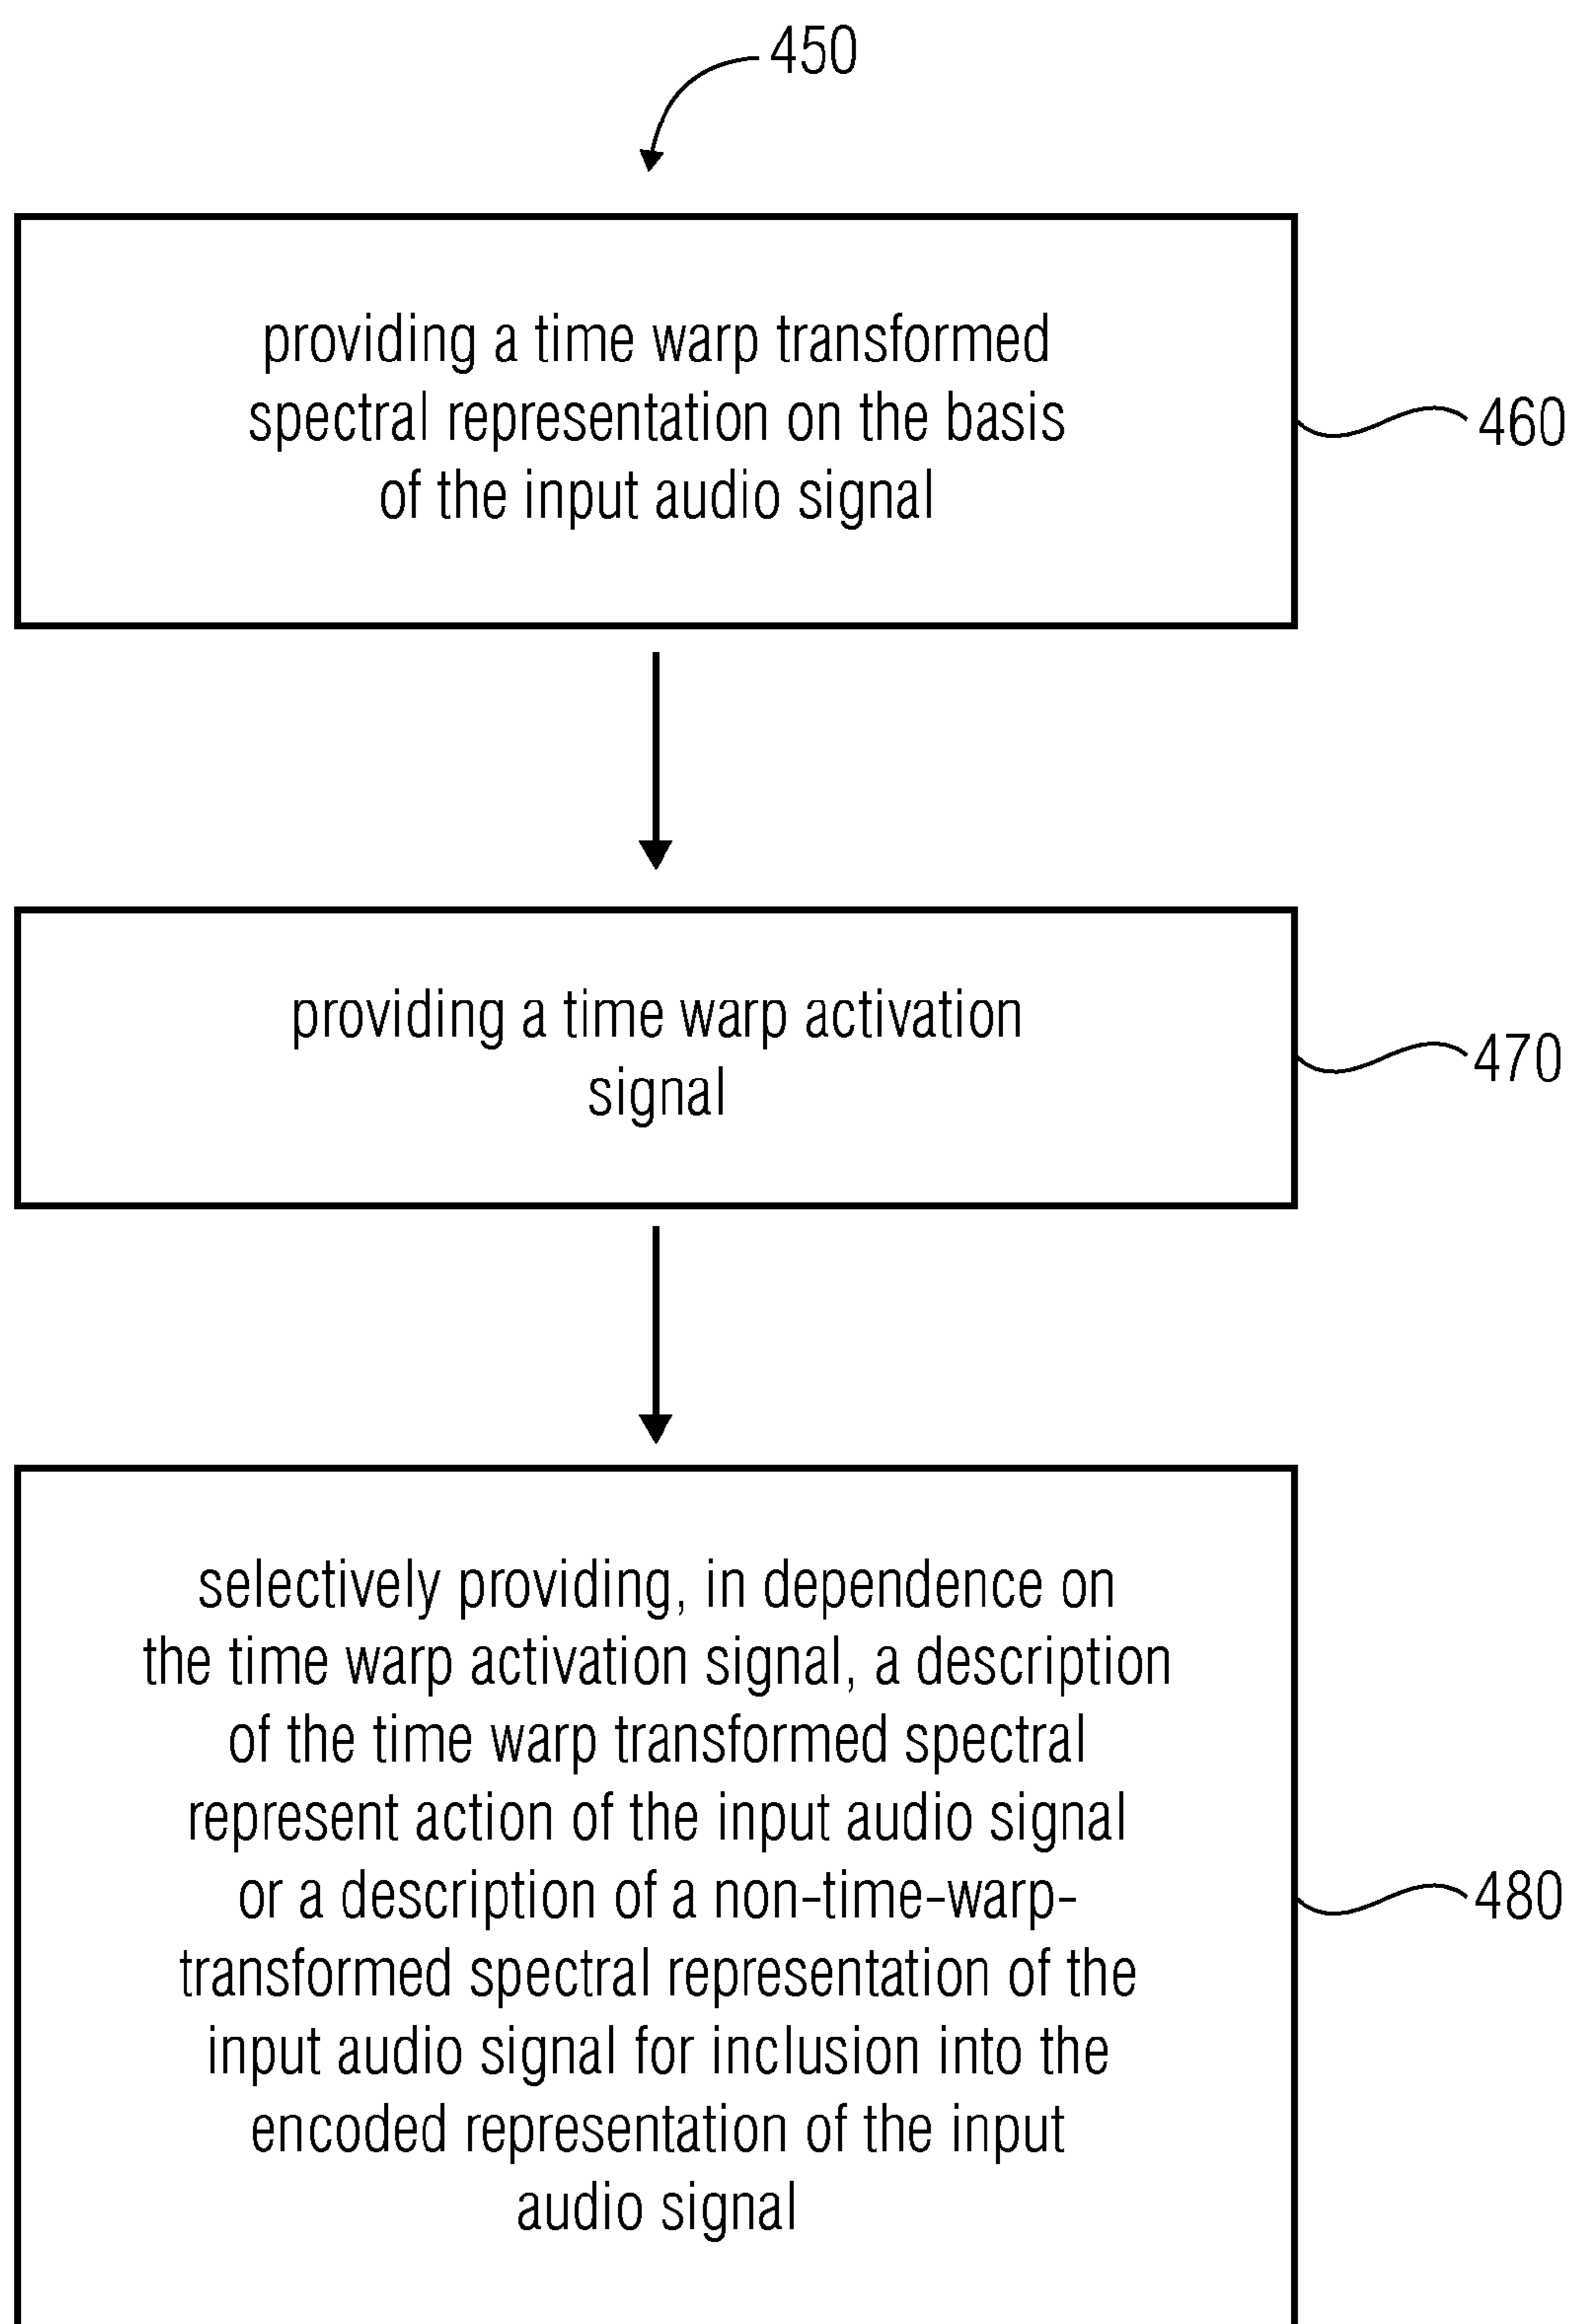 450
providing a time warp transformed
spectral representation on the basis
of the input audio signal
460
providing a time warp activation
signal
470
selectively providing, in dependence on
the time warp activation signal, a description
of the time warp transformed spectral
represent action of the input audio signal
or a description of a non-time-warp-
transformed spectral representation of the
input audio signal for inclusion into the
encoded representation of the input
audio signal
480